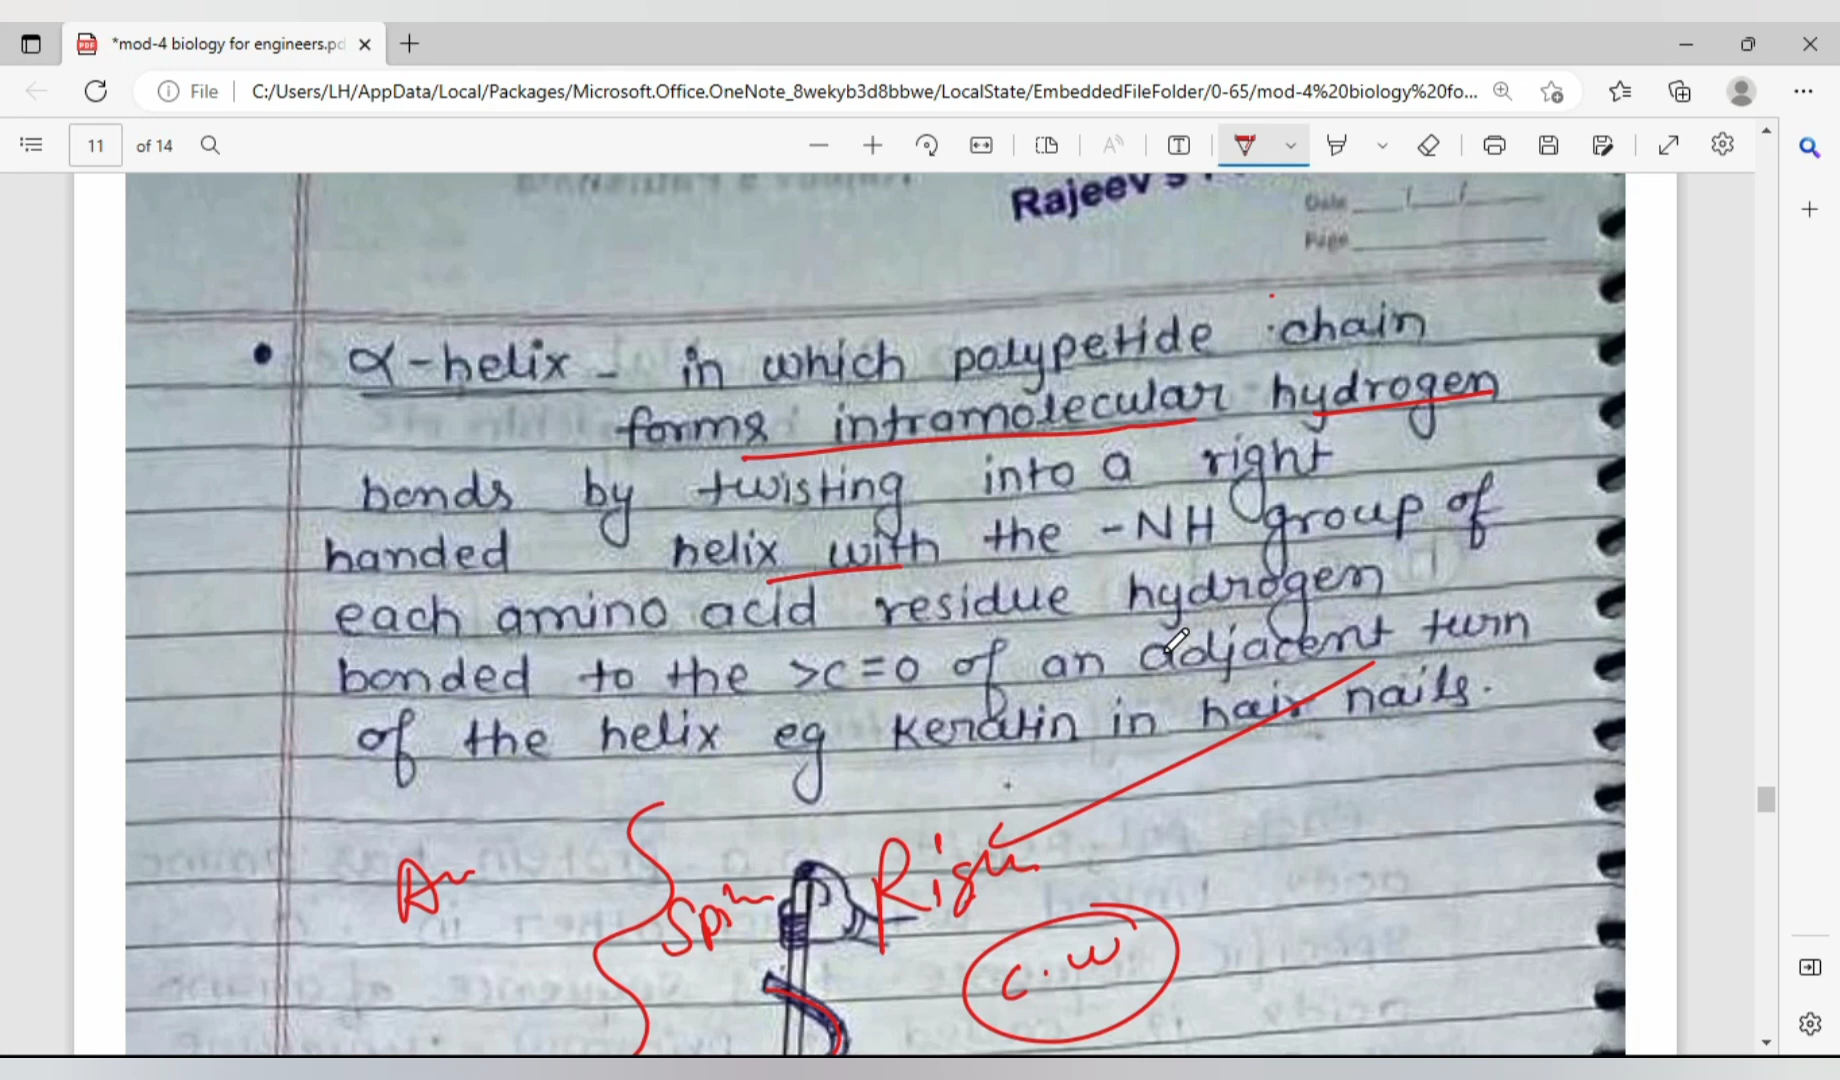 *mod-4 biology for engineers.pd
File
C:/Users/LH/AppData/Local/Packages/Microsoft.Office.OneNote_8wekyb3d8bbwe/LocalState/EmbeddedFileFolder/0-65/mod-4%20biology%20fo...
11 of 14
Rajeev's
Date
Page
• α-helix - in which polypetide chain
forms intramolecular hydrogen
bonds by twisting into a right
handed helix with the -NH group of
each amino acid residue hydrogen
bonded to the >c=o of an adjacent turn
of the helix eg keratin in hair nails.
c.w